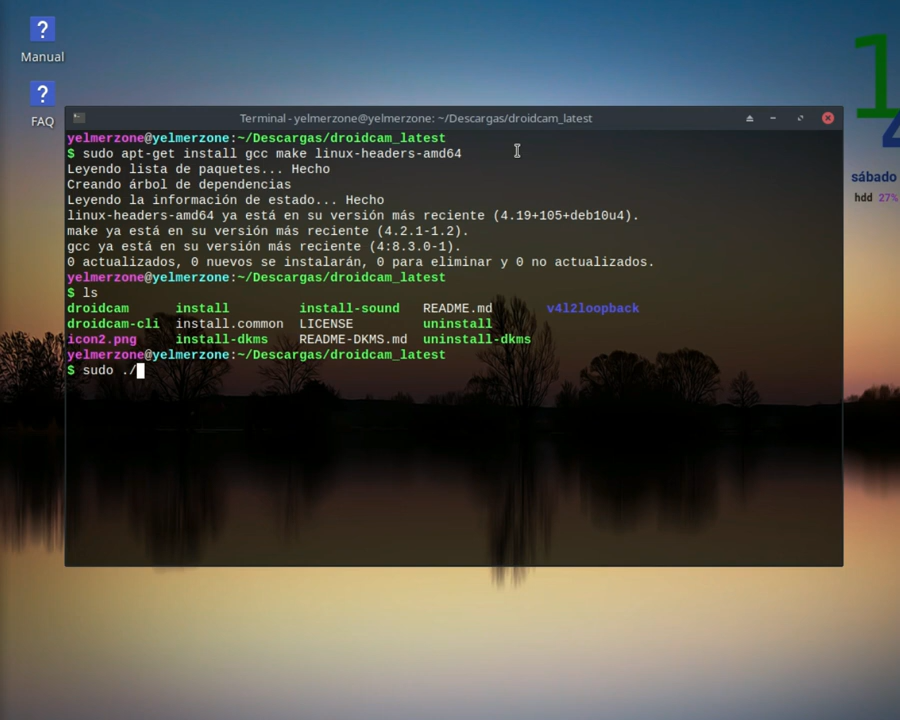 Manual
FAQ
Terminal - yelmerzone@yelmerzone: ~/Descargas/droidcam_latest
yelmerzone@yelmerzone:~/Descargas/droidcam_latest
$ sudo apt-get install gcc make linux-headers-amd64
Leyendo lista de paquetes... Hecho
Creando árbol de dependencias
Leyendo la información de estado... Hecho
linux-headers-amd64 ya está en su versión más reciente (4.19+105+deb10u4).
make ya está en su versión más reciente (4.2.1-1.2).
gcc ya está en su versión más reciente (4:8.3.0-1).
0 actualizados, 0 nuevos se instalarán, 0 para eliminar y 0 no actualizados.
yelmerzone@yelmerzone:~/Descargas/droidcam_latest
$ ls
droidcam install install-sound README.md v4l2loopback
droidcam-cli install.common LICENSE uninstall
icon2.png install-dkms README-DKMS.md uninstall-dkms
yelmerzone@yelmerzone:~/Descargas/droidcam_latest
$ sudo ./
1
4
sábado
hdd 27%